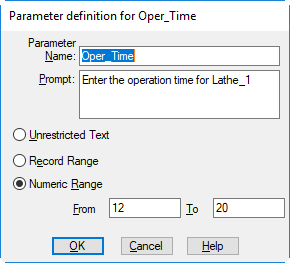 Parameter definition for Oper_Time
Parameter
Name: Oper_Time
Prompt: Enter the operation time for Lathe_1
Unrestricted Text
Record Range
Numeric Range
From 12 To 20
OK Cancel Help